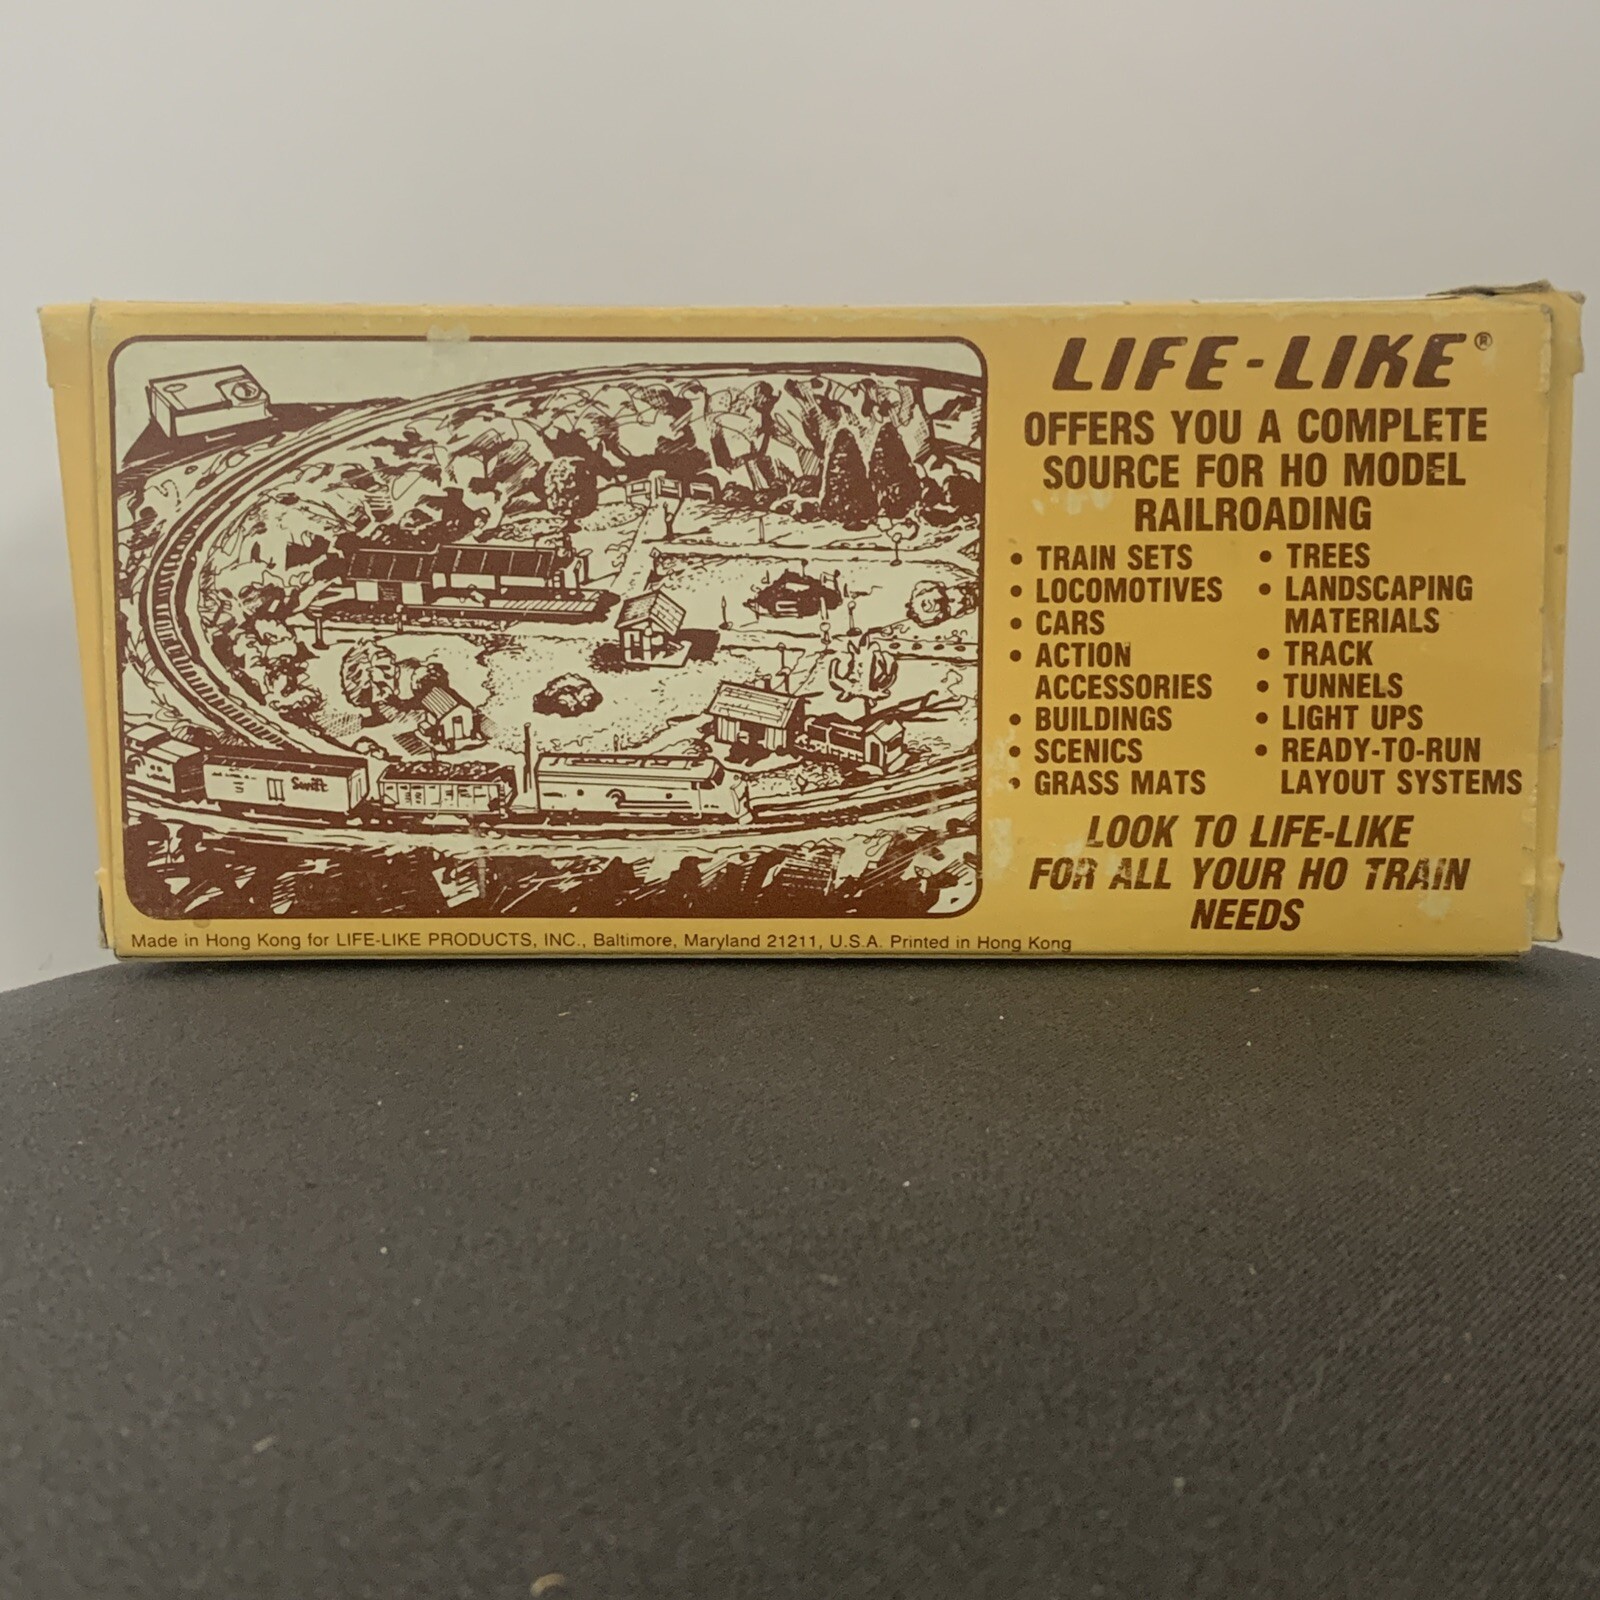 LIFE-LIKE®
OFFERS YOU A COMPLETE
SOURCE FOR HO MODEL
RAILROADING
• TRAIN SETS
• LOCOMOTIVES
• CARS
• ACTION
ACCESSORIES
• BUILDINGS
• SCENICS
• GRASS MATS
• TREES
• LANDSCAPING
MATERIALS
• TRACK
• TUNNELS
• LIGHT UPS
• READY-TO-RUN
LAYOUT SYSTEMS
LOOK TO LIFE-LIKE
FOR ALL YOUR HO TRAIN
NEEDS
Swift
Made in Hong Kong for LIFE-LIKE PRODUCTS, INC., Baltimore, Maryland 21211, U.S.A. Printed in Hong Kong